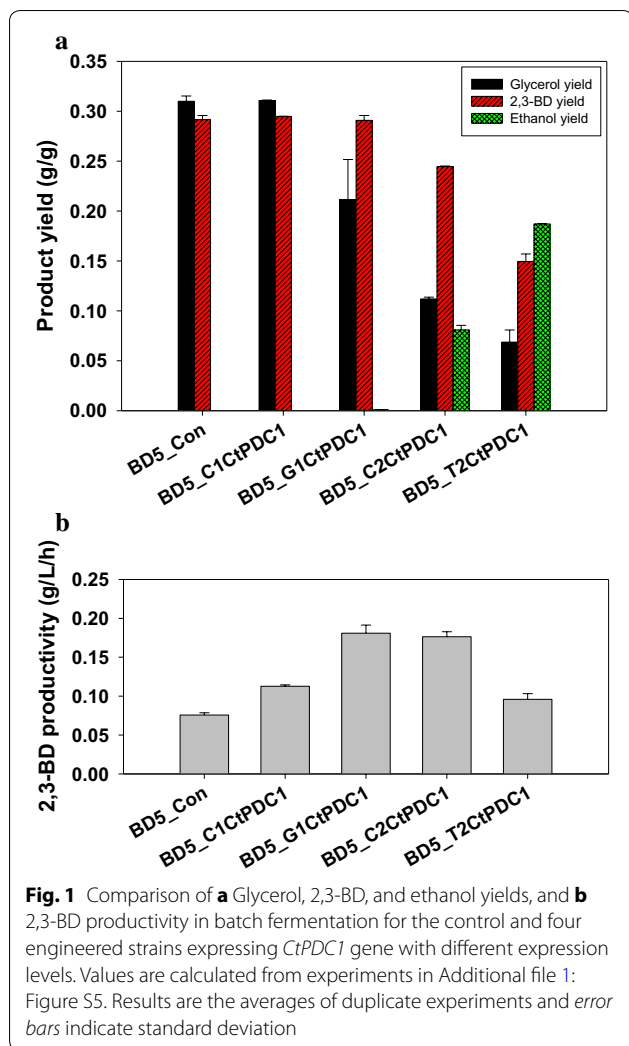 a
0.35
0.30
0.25
0.20
0.15
0.10
0.05
0.00
Product yield (g/g)
Glycerol yield
2,3-BD yield
Ethanol yield
BD5_Con
BD5_C1CtPDC1
BD5_G1CtPDC1
BD5_C2CtPDC1
BD5_T2CtPDC1
b
0.25
0.20
0.15
0.10
0.05
0.00
2,3-BD productivity (g/L/h)
BD5_Con
BD5_C1CtPDC1
BD5_G1CtPDC1
BD5_C2CtPDC1
BD5_T2CtPDC1
Fig. 1 Comparison of a Glycerol, 2,3-BD, and ethanol yields, and b
2,3-BD productivity in batch fermentation for the control and four
engineered strains expressing CtPDC1 gene with different expression
levels. Values are calculated from experiments in Additional file 1:
Figure S5. Results are the averages of duplicate experiments and error
bars indicate standard deviation